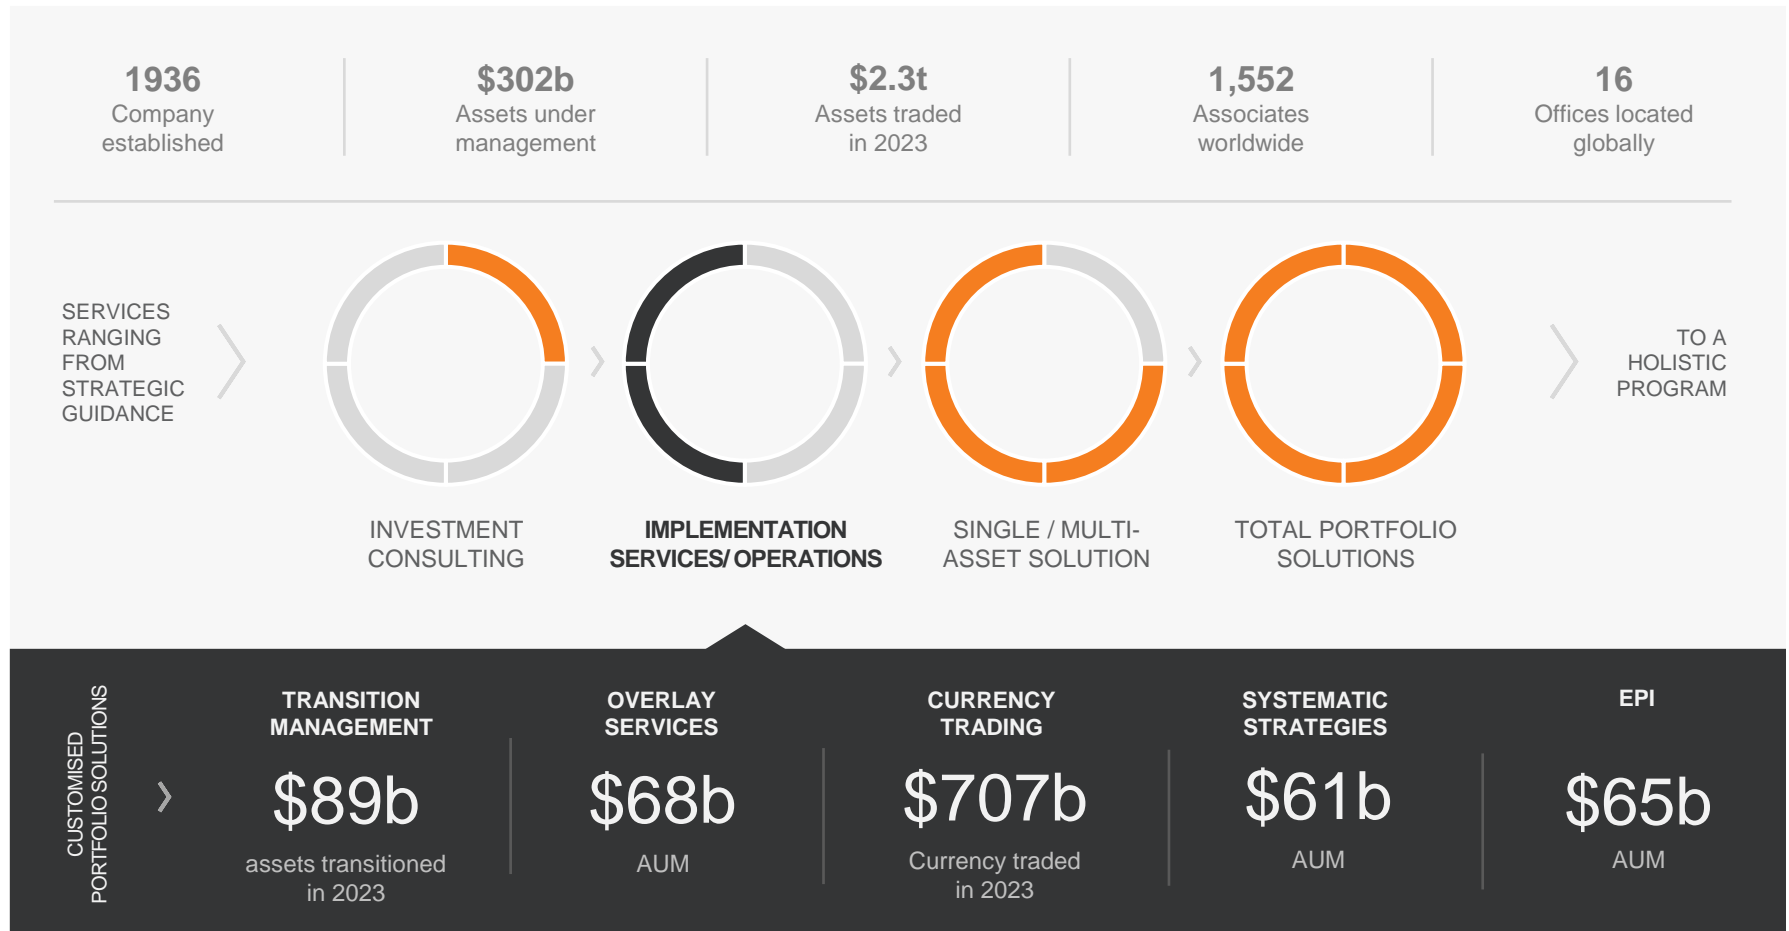 1936
Company
established
$302b
Assets under
management
$2.3t
Assets traded
in 2023
1,552
Associates
worldwide
16
Offices located
globally
SERVICES
RANGING
FROM
STRATEGIC
GUIDANCE
INVESTMENT
CONSULTING
IMPLEMENTATION
SERVICES/ OPERATIONS
SINGLE / MULTI-
ASSET SOLUTION
TOTAL PORTFOLIO
SOLUTIONS
TO A
HOLISTIC
PROGRAM
CUSTOMISED
PORTFOLIO SOLUTIONS
TRANSITION
MANAGEMENT
$89b
assets transitioned
in 2023
OVERLAY
SERVICES
$68b
AUM
CURRENCY
TRADING
$707b
Currency traded
in 2023
SYSTEMATIC
STRATEGIES
$61b
AUM
EPI
$65b
AUM